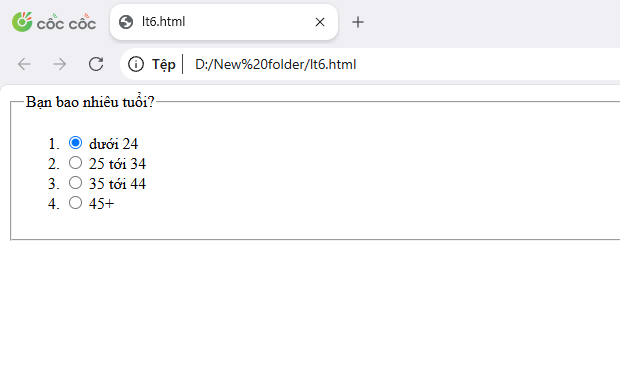 cốc cốc
lt6.html
Tệp
D:/New%20folder/lt6.html
Bạn bao nhiêu tuổi?
1. dưới 24
2. 25 tới 34
3. 35 tới 44
4. 45+